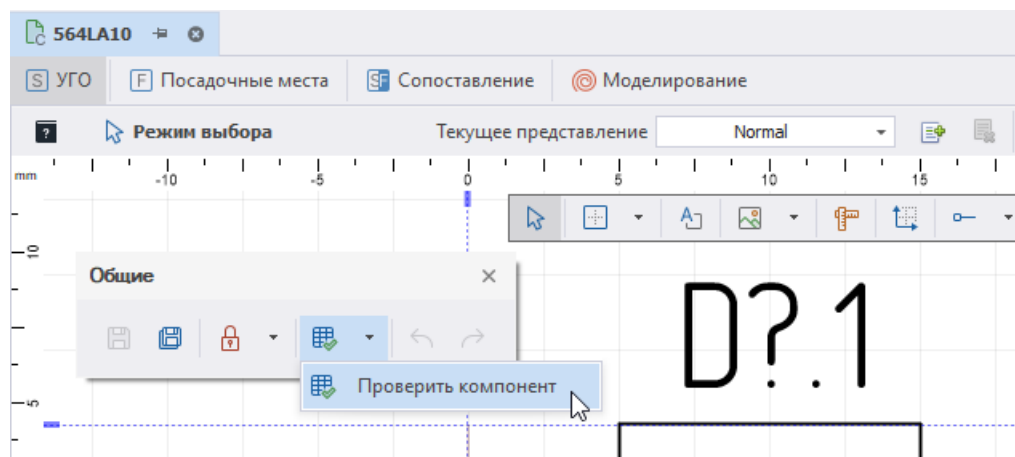 564LA10
S УГО F Посадочные места SF Сопоставление Моделирование
? Режим выбора Текущее представление Normal
mm -10 -5 0 5 10 15
10
Общие
D?.1
Проверить компонент
5